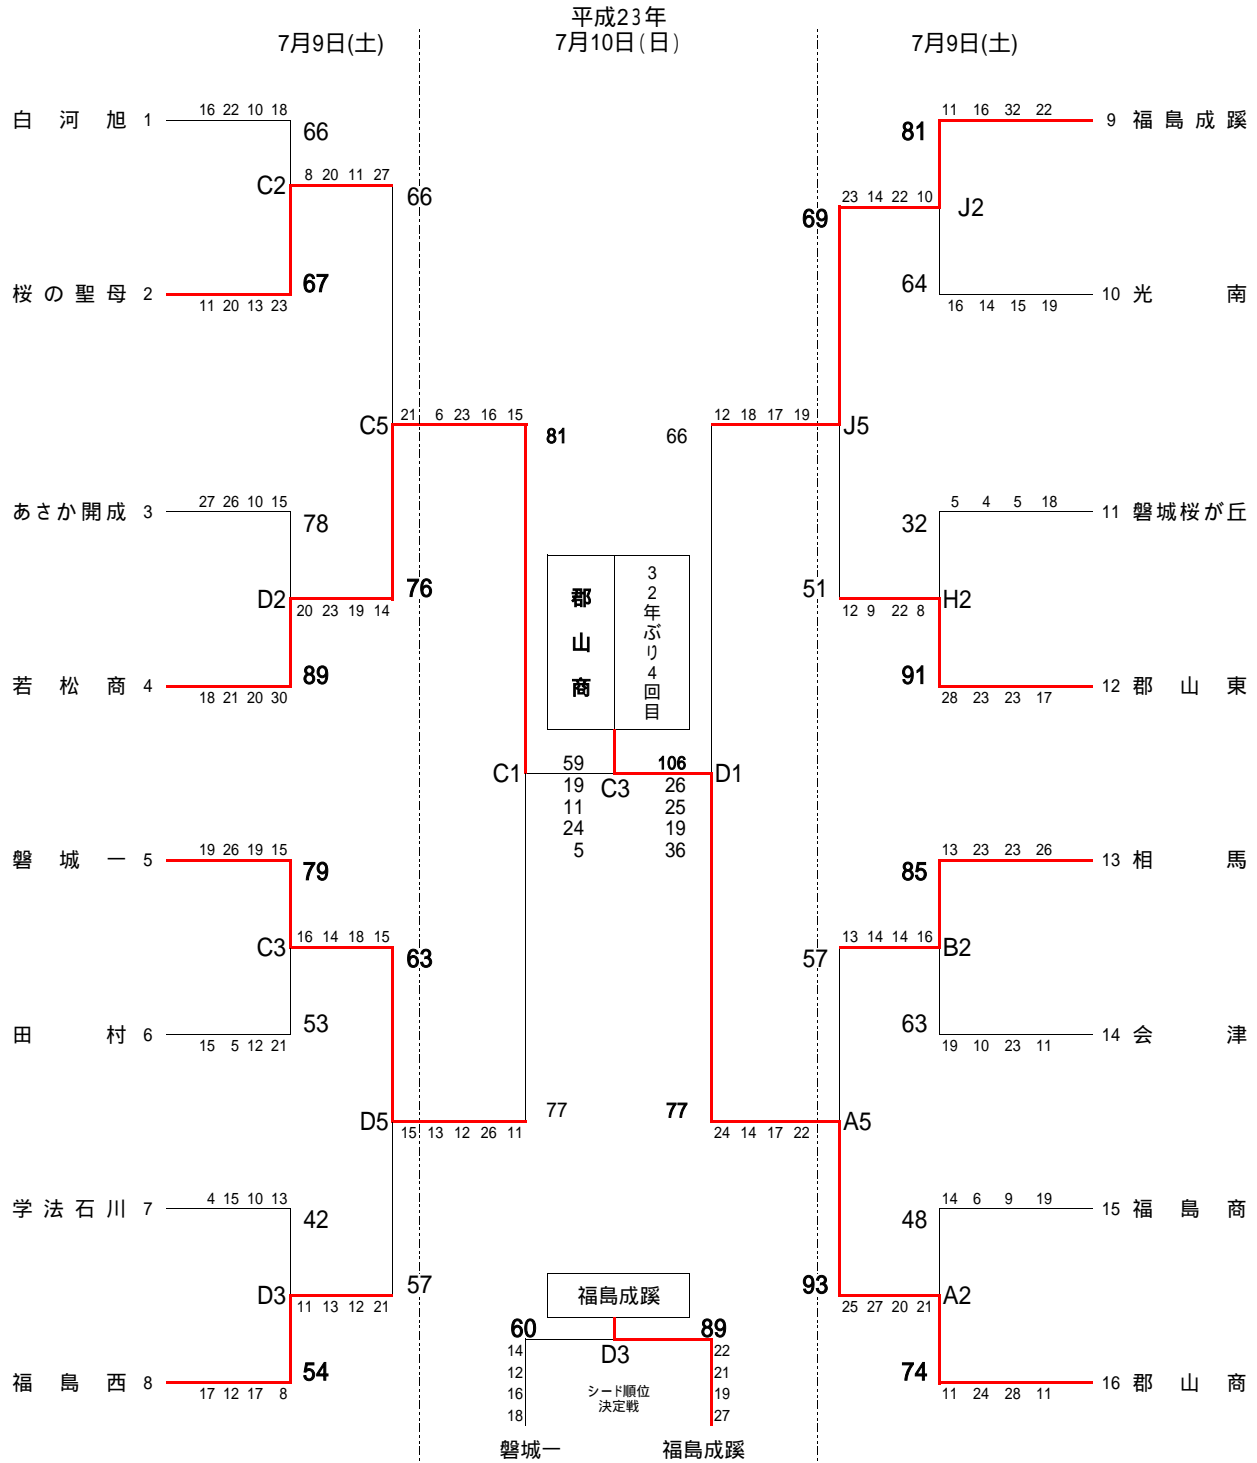 平成23年
7月9日(土)
7月10日(日)
7月9日(土)
白河旭 1
16 22 10 18
66
C2
8 20 11 27
66
桜の聖母 2
67
11 20 13 23
C5
21 6 23 16 15
81
あさか開成 3
27 26 10 15
78
D2
20 23 19 14
76
若松商 4
89
18 21 20 30
C1
磐城一 5
19 26 19 15
79
C3
16 14 18 15
63
田村 6
53
15 5 12 21
D5
15 13 12 26 11
77
学法石川 7
4 15 10 13
42
D3
11 13 12 21
57
福島西 8
54
17 12 17 8
郡山商
32年ぶり4回目
59 106
19 C3 26
11 25
24 19
5 36
福島成蹊
60 89
D3
14 22
12 21
16 19
18 27
シード順位
決定戦
磐城一 福島成蹊
11 16 32 22
81
9 福島成蹊
69
23 14 22 10
J2
64
16 14 15 19
10 光南
66
12 18 17 19
J5
5 4 5 18
32
11 磐城桜が丘
51
12 9 22 8
H2
91
28 23 23 17
12 郡山東
D1
13 23 23 26
85
13 相馬
57
13 14 14 16
B2
63
19 10 23 11
14 会津
77
24 14 17 22
A5
14 6 9 19
48
15 福島商
93
25 27 20 21
A2
74
11 24 28 11
16 郡山商